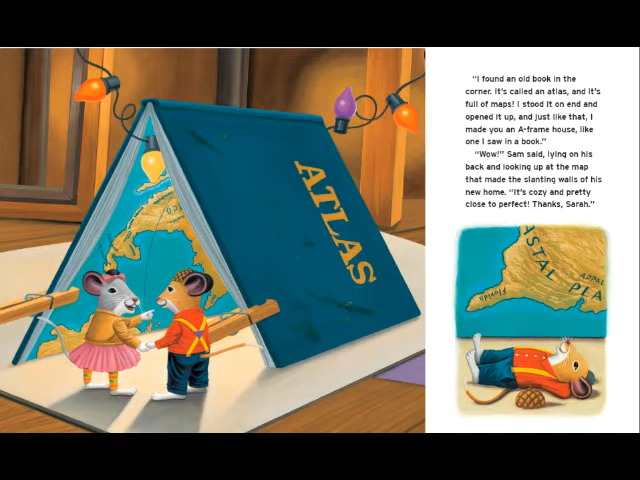 ATLAS
"I found an old book in the
corner. It's called an atlas, and it's
full of maps! I stood it on end and
opened it up, and just like that, I
made you an A-frame house, like
one I saw in a book."
"Wow!" Sam said, lying on his
back and looking up at the map
that made the slanting walls of his
new home. "It's cozy and pretty
close to perfect! Thanks, Sarah."
ASTAL PLA
APPAL
Florida